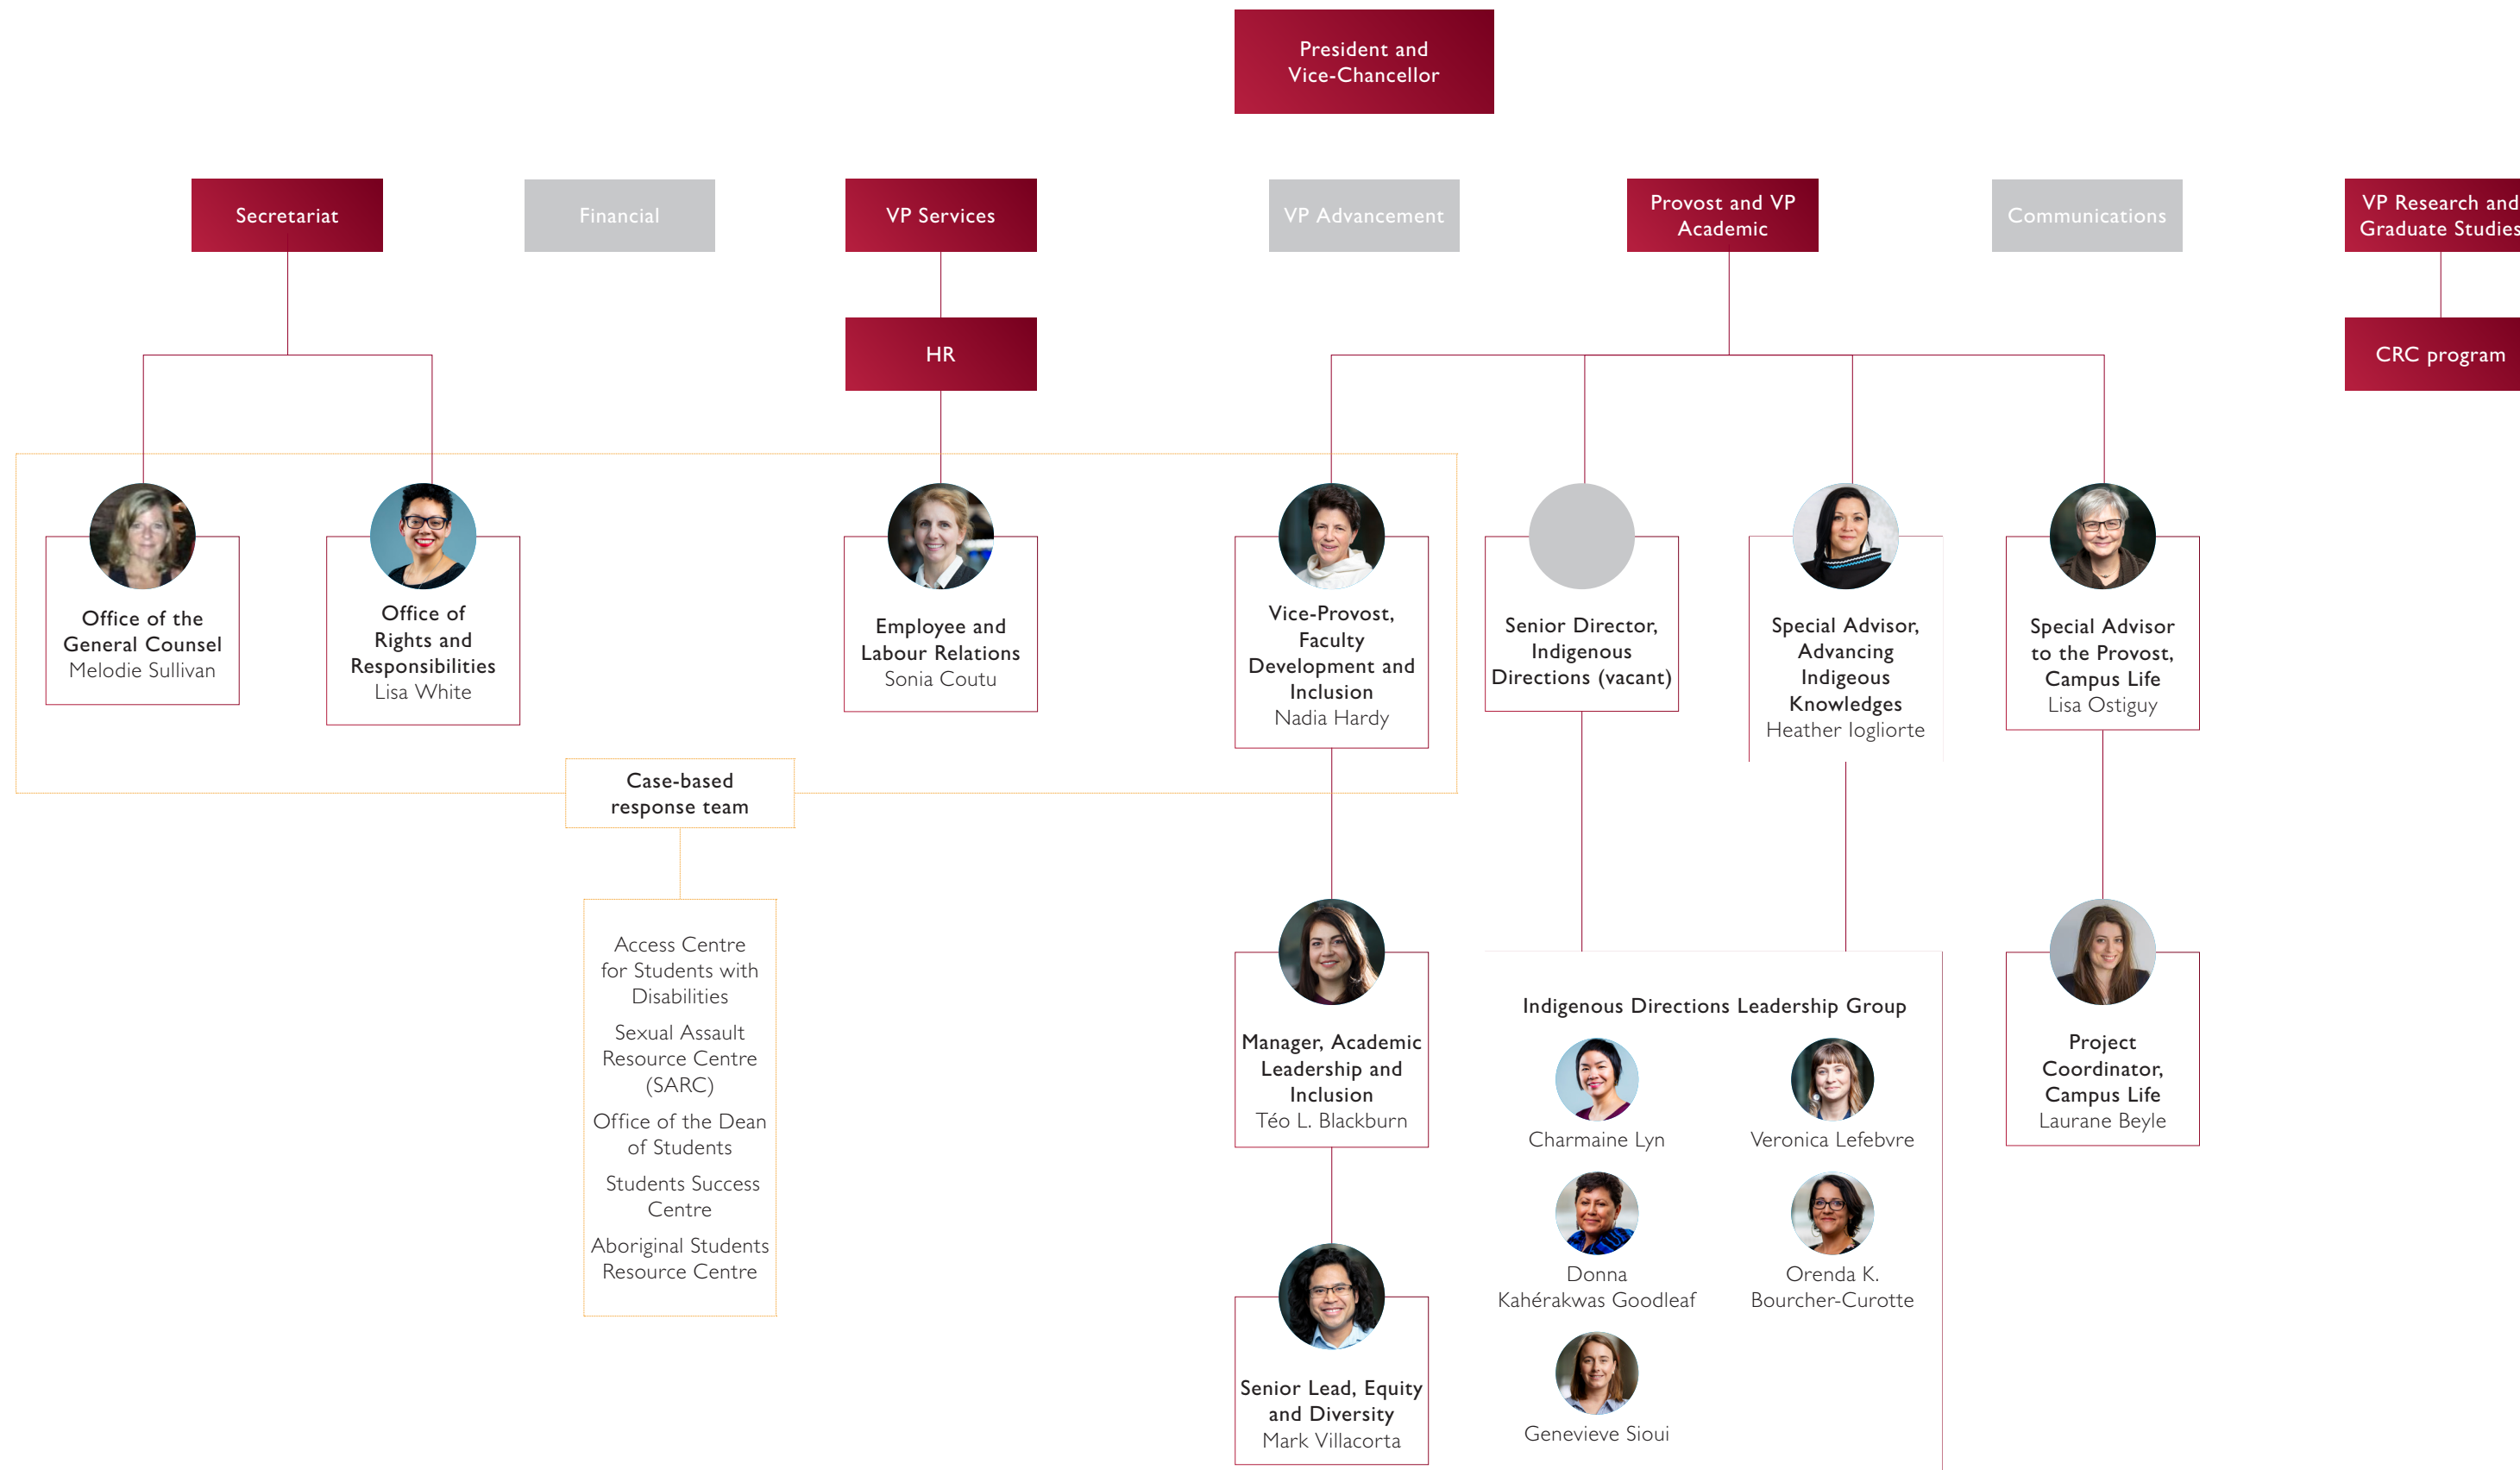 President and
Vice-Chancellor
Secretariat
Financial
VP Services
VP Advancement
Provost and VP
Academic
Communications
VP Research and
Graduate Studies
HR
CRC program
Office of the
General Counsel
Melodie Sullivan
Office of
Rights and
Responsibilities
Lisa White
Employee and
Labour Relations
Sonia Coutu
Vice-Provost,
Faculty
Development and
Inclusion
Nadia Hardy
Senior Director,
Indigenous
Directions (vacant)
Special Advisor,
Advancing
Indigeous
Knowledges
Heather Iogliorte
Special Advisor
to the Provost,
Campus Life
Lisa Ostiguy
Case-based
response team
Access Centre
for Students with
Disabilities
Sexual Assault
Resource Centre
(SARC)
Office of the Dean
of Students
Students Success
Centre
Aboriginal Students
Resource Centre
Manager, Academic
Leadership and
Inclusion
Téo L. Blackburn
Senior Lead, Equity
and Diversity
Mark Villacorta
Indigenous Directions Leadership Group
Charmaine Lyn
Veronica Lefebvre
Donna
Kahérakwas Goodleaf
Orenda K.
Bourcher-Curotte
Genevieve Sioui
Project
Coordinator,
Campus Life
Laurane Beyle